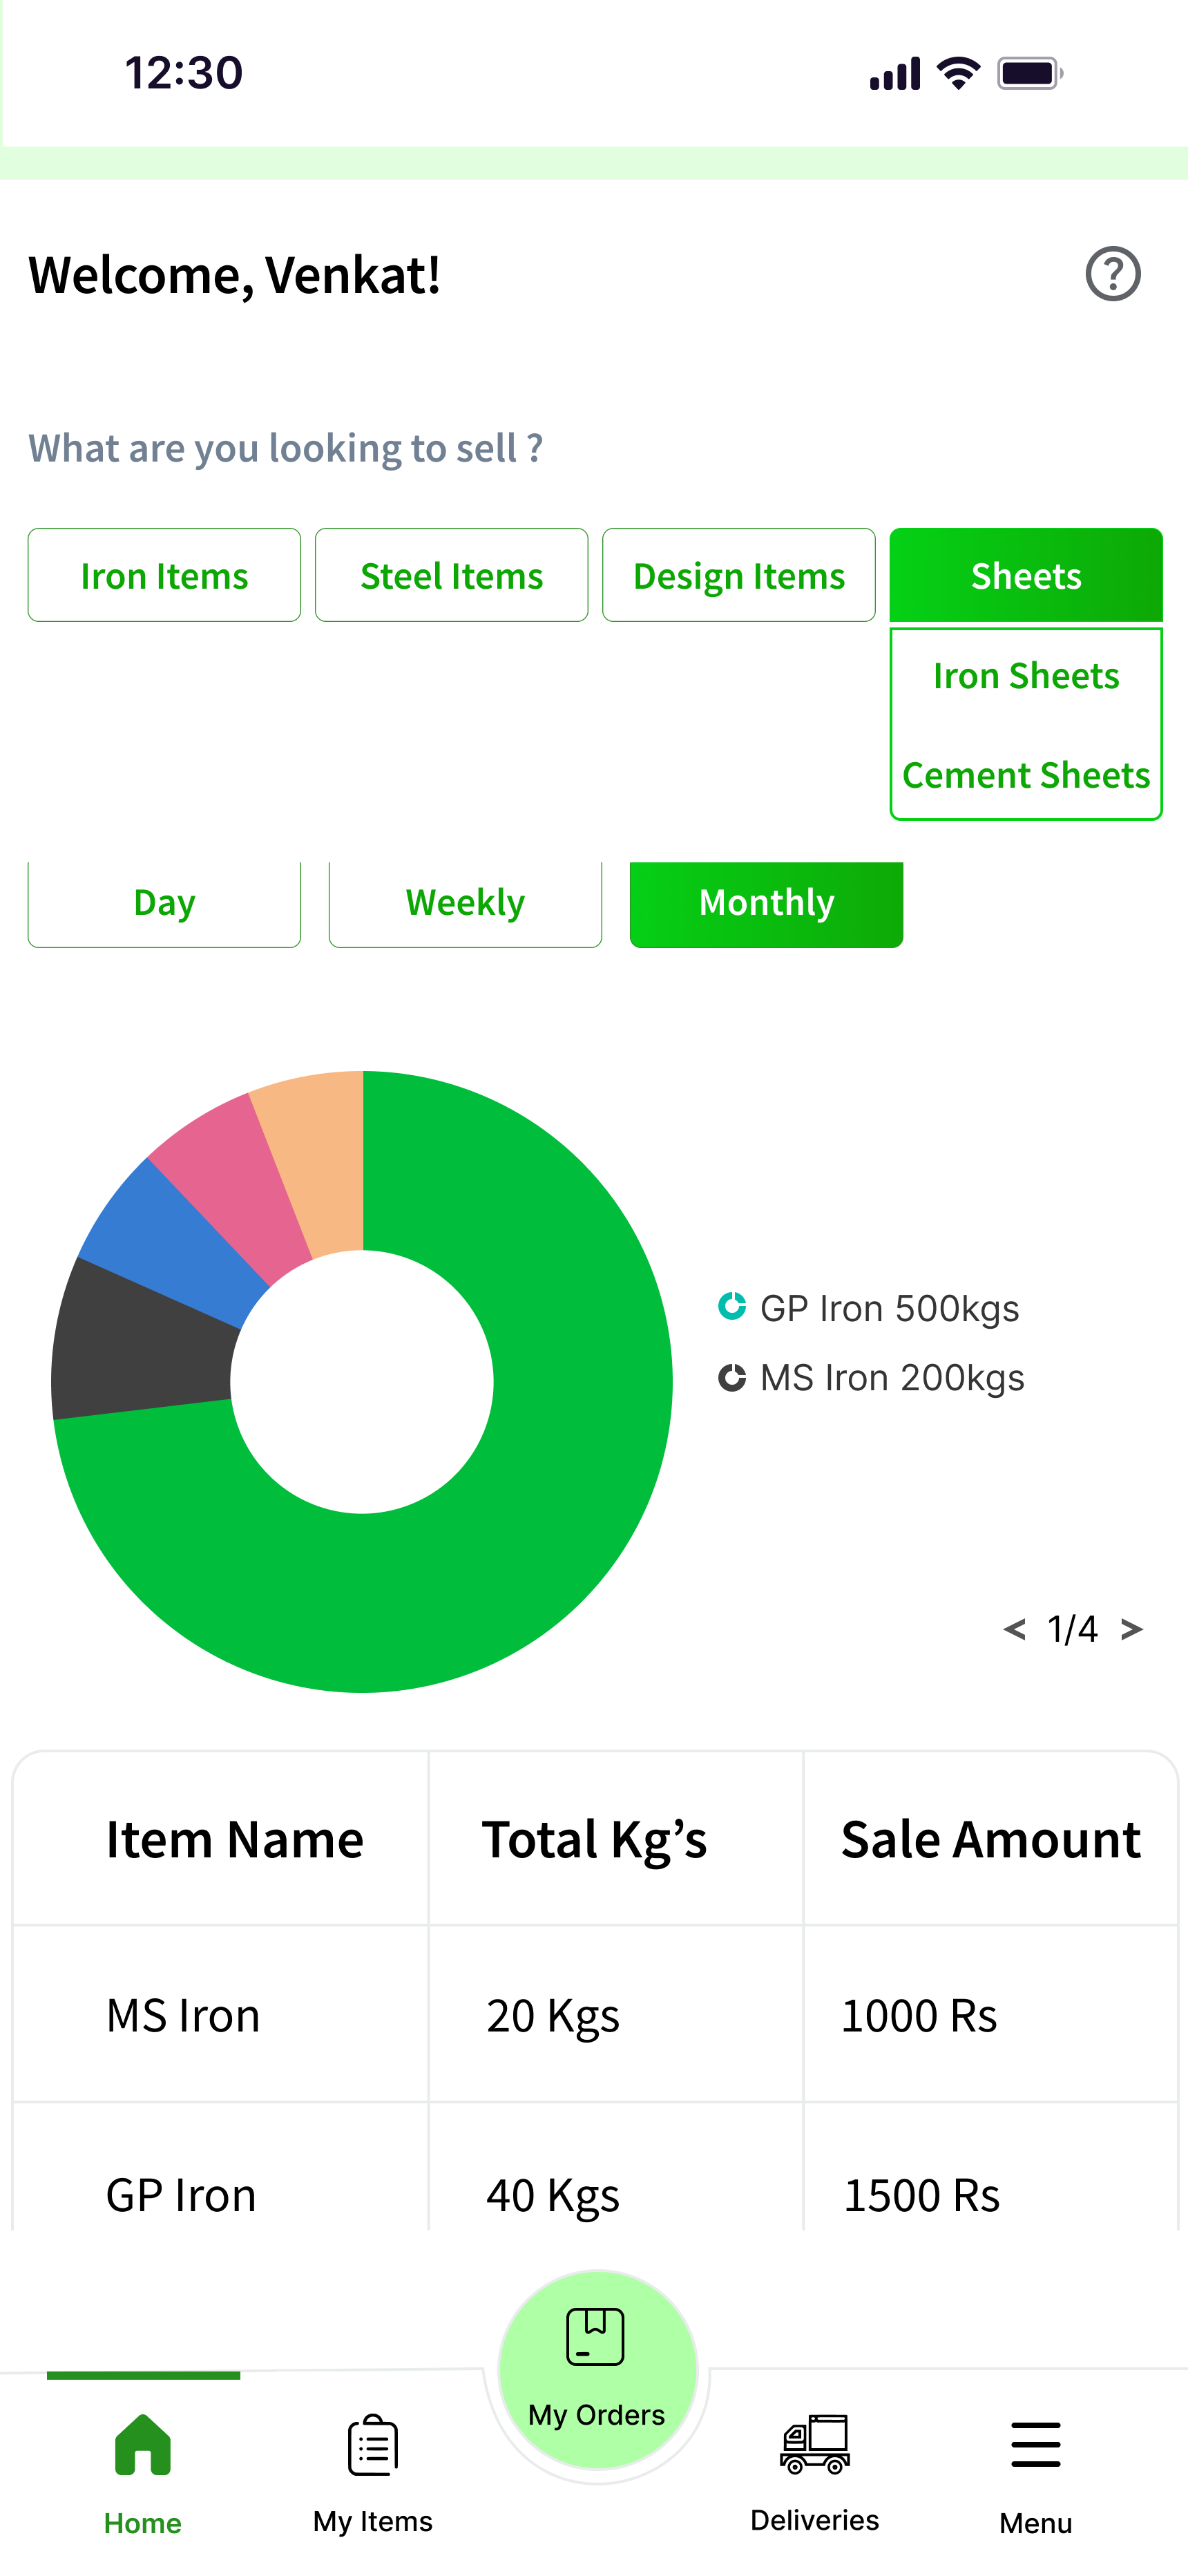 12:30
Welcome, Venkat!
What are you looking to sell ?
Iron Items Steel Items Design Items Sheets
Iron Sheets
Cement Sheets
Day Weekly Monthly
GP Iron 500kgs
MS Iron 200kgs
< 1/4 >
Item Name Total Kg’s Sale Amount
MS Iron 20 Kgs 1000 Rs
GP Iron 40 Kgs 1500 Rs
My Orders
Home My Items Deliveries Menu